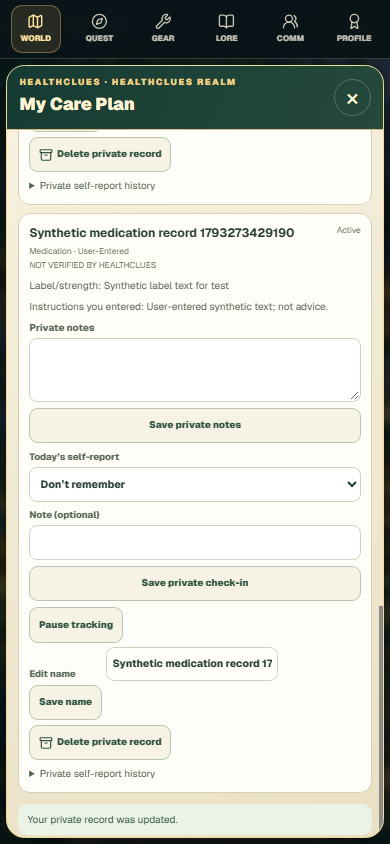 WORLD
QUEST
GEAR
LORE
COMM
PROFILE
HEALTHCLUES · HEALTHCLUES REALM
My Care Plan
Delete private record
Private self-report history
Synthetic medication record 1793273429190
Active
Medication · User-Entered
NOT VERIFIED BY HEALTHCLUES
Label/strength: Synthetic label text for test
Instructions you entered: User-entered synthetic text; not advice.
Private notes
Save private notes
Today's self-report
Don't remember
Note (optional)
Save private check-in
Pause tracking
Edit name
Synthetic medication record 17
Save name
Delete private record
Private self-report history
Your private record was updated.